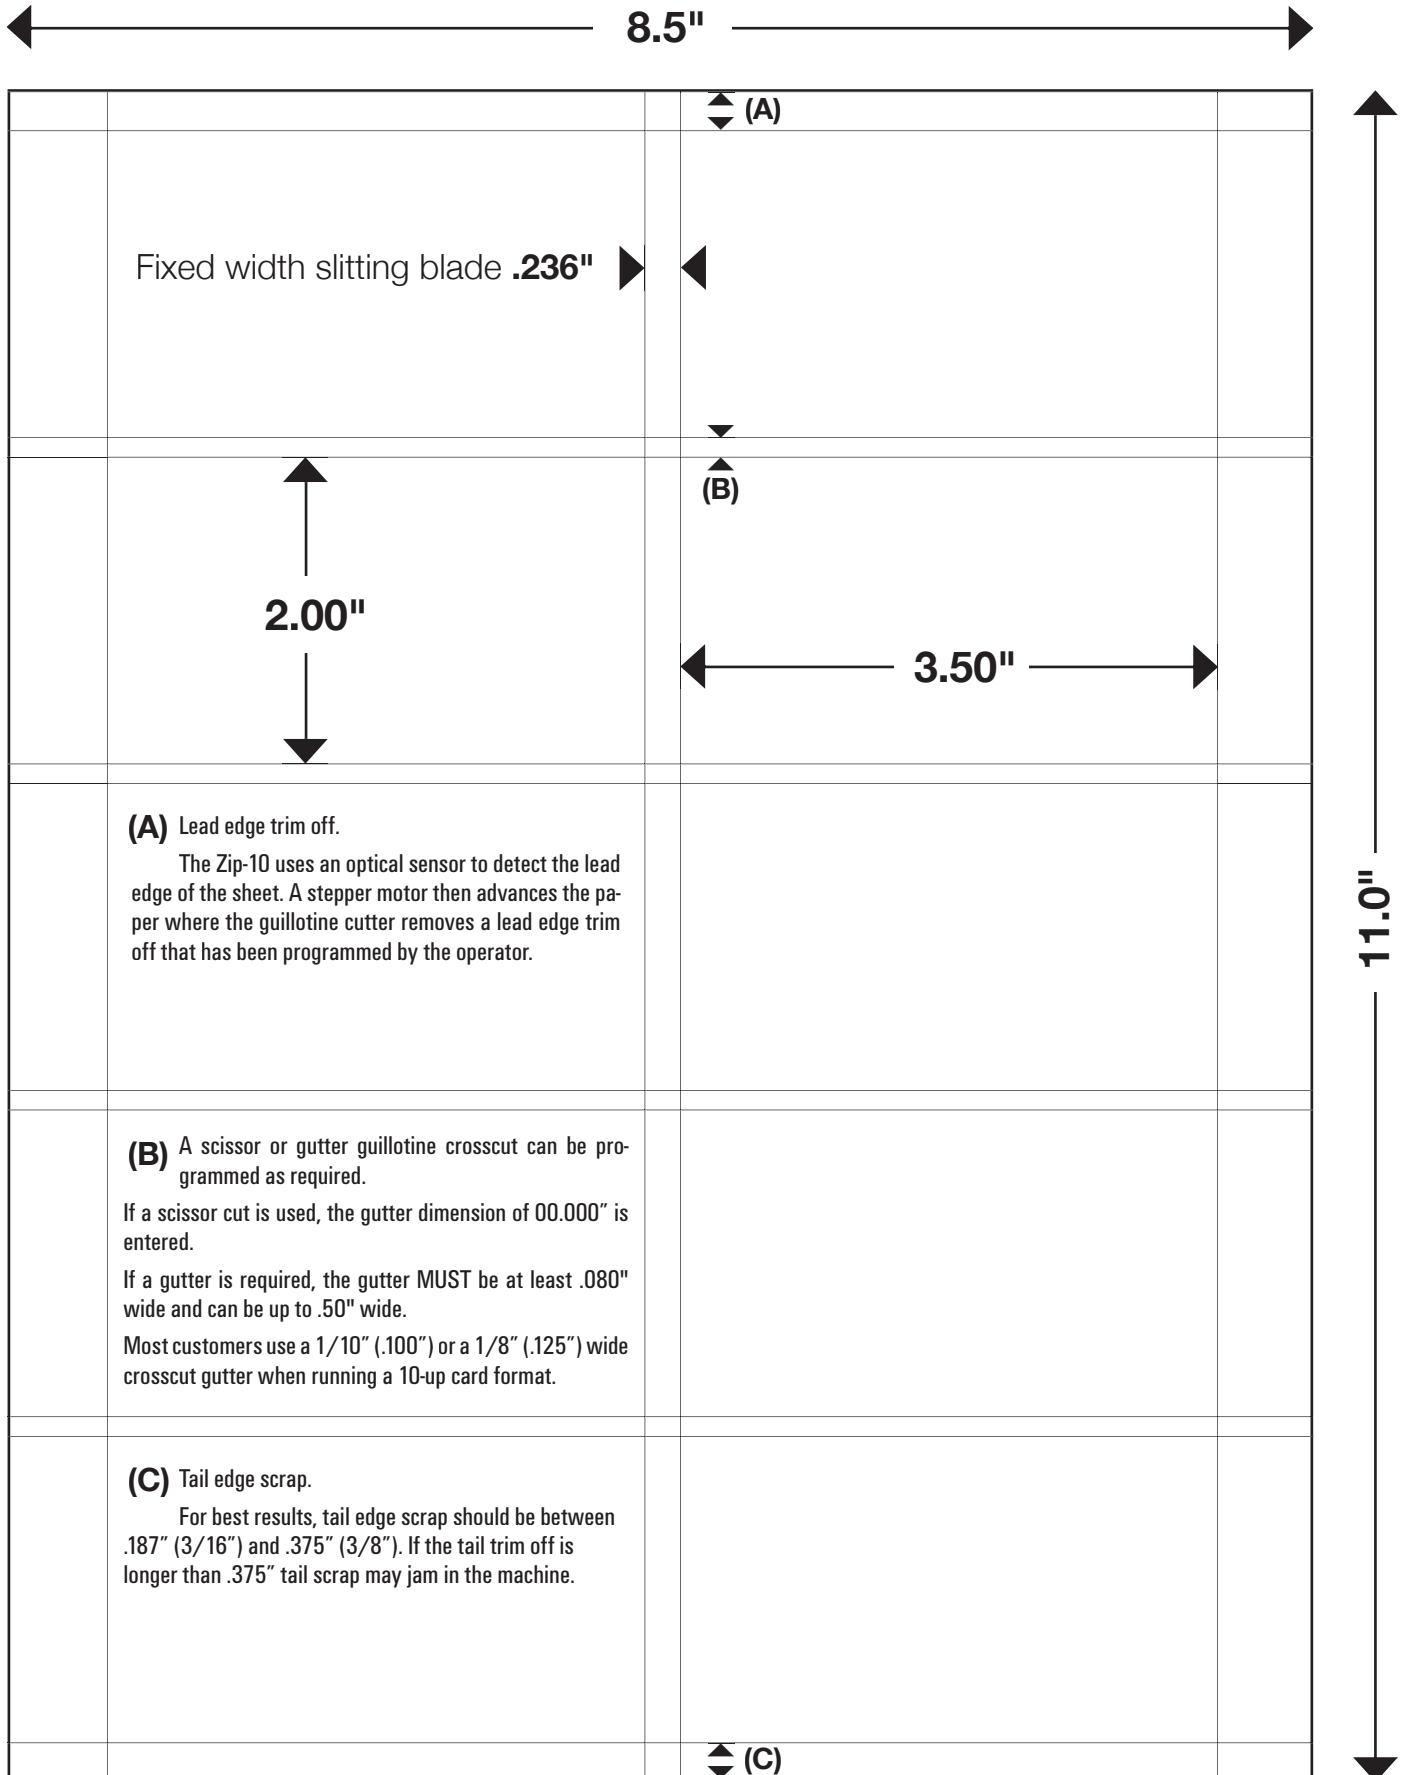 8.5"
(A)
Fixed width slitting blade .236"
(B)
2.00"
3.50"
11.0"
(A) Lead edge trim off.
The Zip-10 uses an optical sensor to detect the lead
edge of the sheet. A stepper motor then advances the pa-
per where the guillotine cutter removes a lead edge trim
off that has been programmed by the operator.
(B) A scissor or gutter guillotine crosscut can be pro-
grammed as required.
If a scissor cut is used, the gutter dimension of 00.000″ is
entered.
If a gutter is required, the gutter MUST be at least .080"
wide and can be up to .50" wide.
Most customers use a 1/10″ (.100″) or a 1/8″ (.125″) wide
crosscut gutter when running a 10-up card format.
(C) Tail edge scrap.
For best results, tail edge scrap should be between
.187″ (3/16″) and .375″ (3/8″). If the tail trim off is
longer than .375″ tail scrap may jam in the machine.
(C)